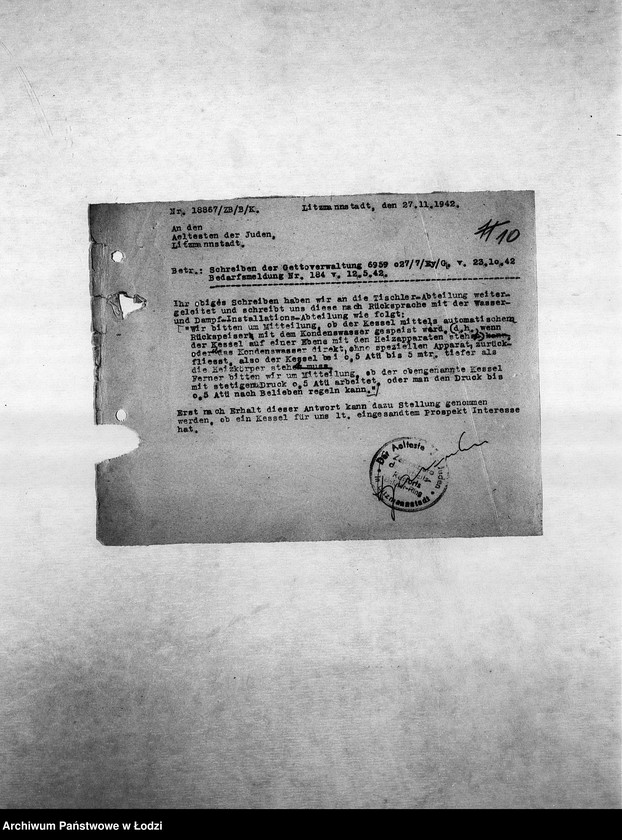 Nr. 18867/ZB/B/K. Litzmannstadt, den 27.11.1942.
#10
An den
Aeltesten der Juden,
Litzmannstadt.
Betr.: Schreiben der Gettoverwaltung 6959 027/7/Ky/G. v. 23.10.42
Bedarfsmeldung Nr. 184 v. 12.5.42.
Ihr obiges Schreiben haben wir an die Tischler-Abteilung weiter-
geleitet und schreibt uns diese nach Rücksprache mit der Wasser-
und Dampf-Installations-Abteilung wie folgt:
"Wir bitten um Mitteilung, ob der Kessel mittels automatischem
Rückspeiser mit dem Kondenswasser gespeist ward, (d.h. wenn
der Kessel auf einer Ebene mit den Heizapparaten steht)
oder das Kondenswasser direkt, ohne speziellen Apparat, zurück-
fliesst, also der Kessel bei 0,5 Atü bis 5 mtr. tiefer als
die Heizkörper stehen muss.
Ferner bitten wir um Mitteilung, ob der obengenannte Kessel
mit stetigem Druck 0,5 Atü arbeitet, oder man den Druck bis
0,5 Atü nach Belieben regeln kann."
Erst nach Erhalt dieser Antwort kann dazu Stellung genommen
werden, ob ein Kessel für uns lt. eingesandtem Prospekt Interesse
hat.
Der Aelteste der Juden
Litzmannstadt
Archiwum Państwowe w Łodzi